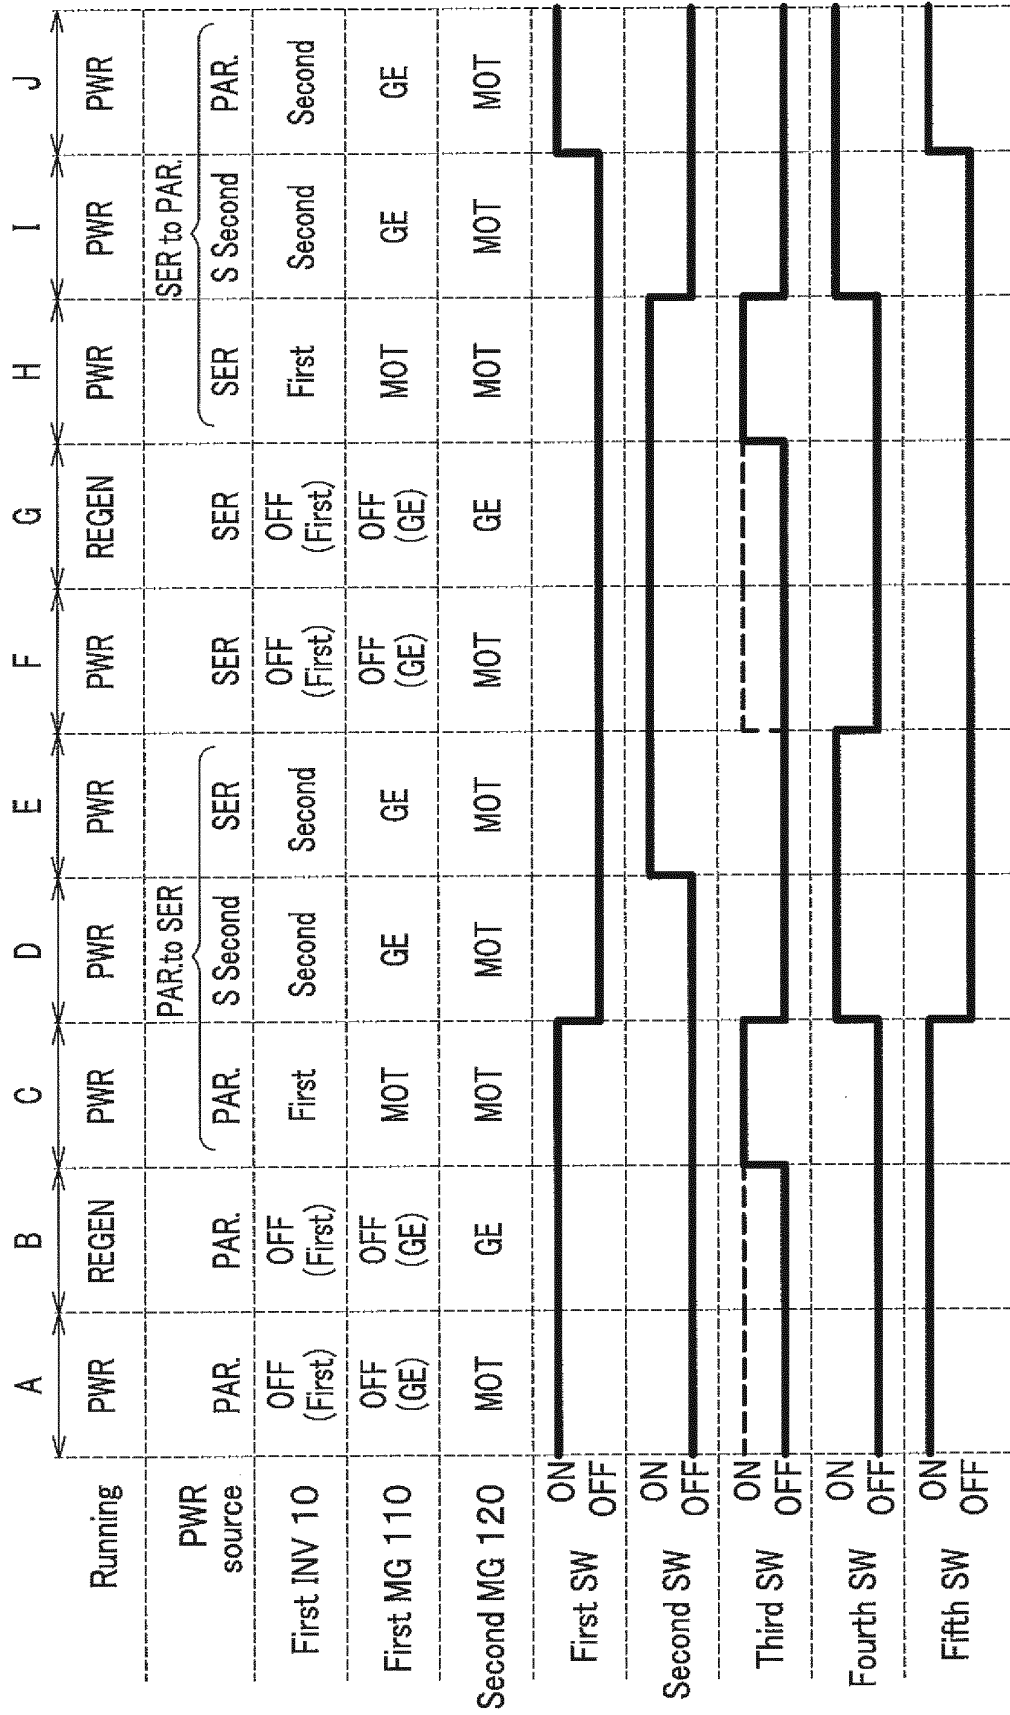 A B C D E F G H I J
Running PWR REGEN PWR PWR PWR PWR REGEN PWR PWR PWR
PAR.to SER SER to PAR.
PWR source PAR. PAR. PAR. S Second SER SER SER SER S Second PAR.
First INV 10 OFF (First) OFF (First) First Second Second OFF (First) OFF (First) First Second Second
First MG 110 OFF (GE) OFF (GE) MOT GE GE OFF (GE) OFF (GE) MOT GE GE
Second MG 120 MOT GE MOT MOT MOT MOT GE MOT MOT MOT
First SW ON
OFF
Second SW ON
OFF
Third SW ON
OFF
Fourth SW ON
OFF
Fifth SW ON
OFF